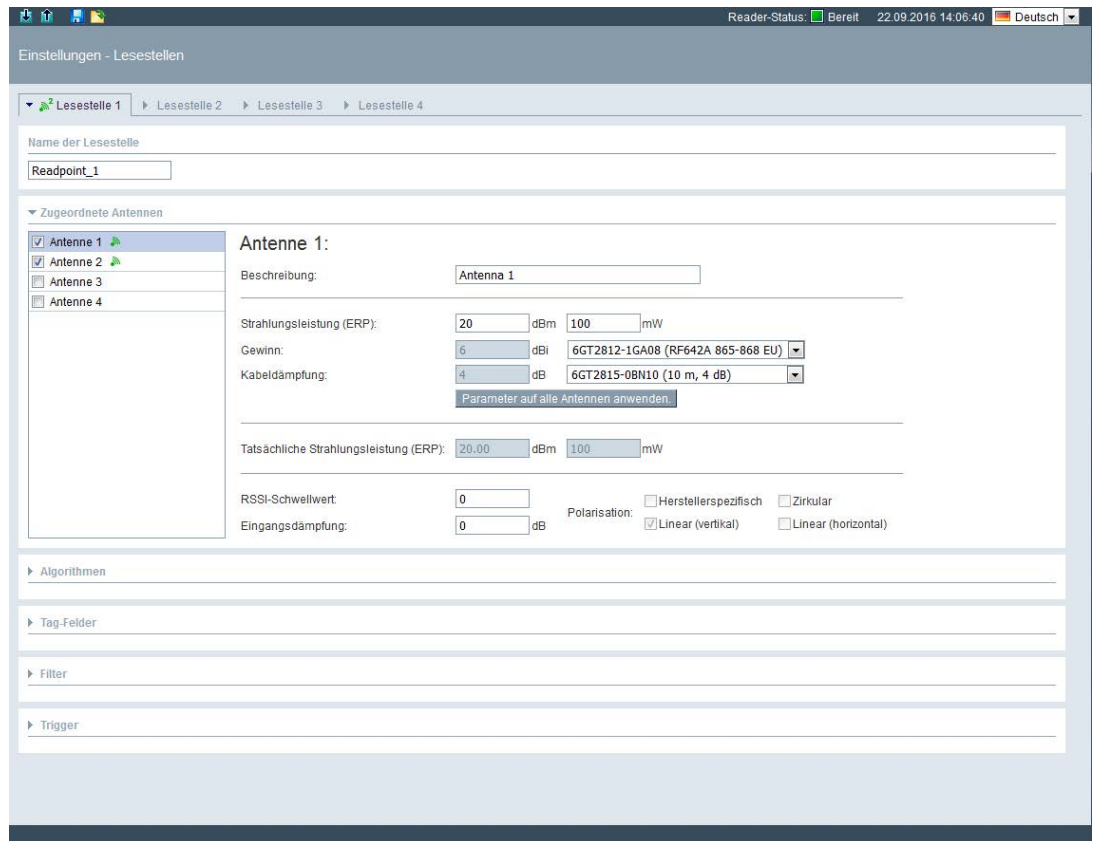 Reader-Status: Bereit 22.09.2016 14:06:40 Deutsch
Einstellungen - Lesestellen
2 Lesestelle 1 Lesestelle 2 Lesestelle 3 Lesestelle 4
Name der Lesestelle
Readpoint_1
Zugeordnete Antennen
Antenne 1
Antenne 2
Antenne 3
Antenne 4
Antenne 1:
Beschreibung: Antenna 1
Strahlungsleistung (ERP): 20 dBm 100 mW
Gewinn: 6 dBi 6GT2812-1GA08 (RF642A 865-868 EU)
Kabeldämpfung: 4 dB 6GT2815-0BN10 (10 m, 4 dB)
Parameter auf alle Antennen anwenden.
Tatsächliche Strahlungsleistung (ERP): 20.00 dBm 100 mW
RSSI-Schwellwert: 0
Eingangsdämpfung: 0 dB
Polarisation: Herstellerspezifisch Zirkular
Linear (vertikal) Linear (horizontal)
Algorithmen
Tag-Felder
Filter
Trigger